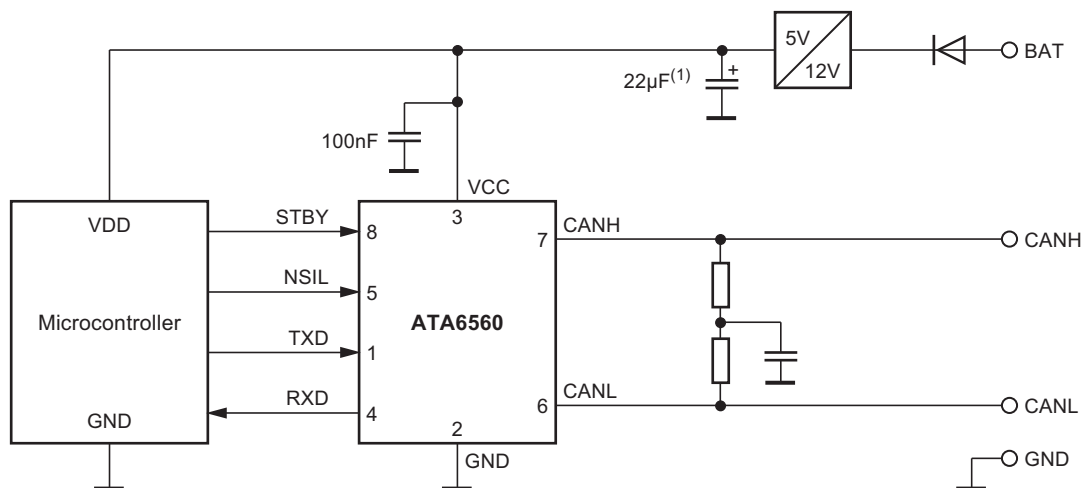 5V
12V
BAT
22µF(1)
+
100nF
VCC
VDD
STBY
3
CANH
CANH
8
7
NSIL
5
Microcontroller
ATA6560
TXD
1
RXD
CANL
4
6
CANL
GND
2
GND
GND